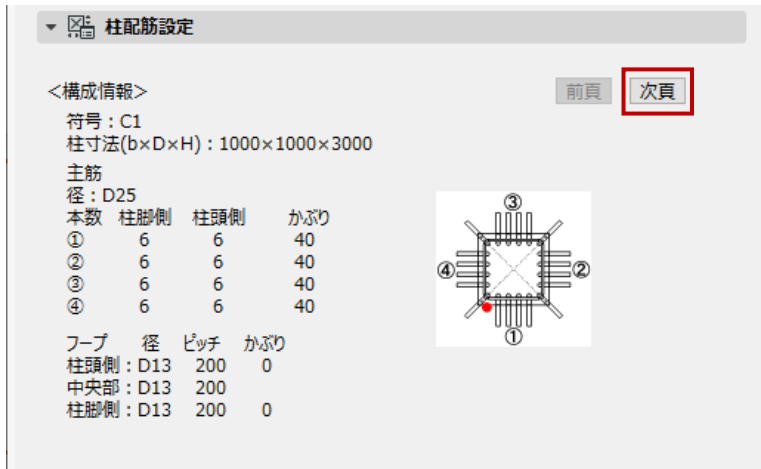 柱配筋設定
<構成情報>
前頁 次頁
符号：C1
柱寸法(b×D×H)：1000×1000×3000
主筋
径：D25
本数 柱脚側 柱頭側 かぶり
① 6 6 40
② 6 6 40
③ 6 6 40
④ 6 6 40
フープ 径 ピッチ かぶり
柱頭側：D13 200 0
中央部：D13 200
柱脚側：D13 200 0
③
④ ②
①